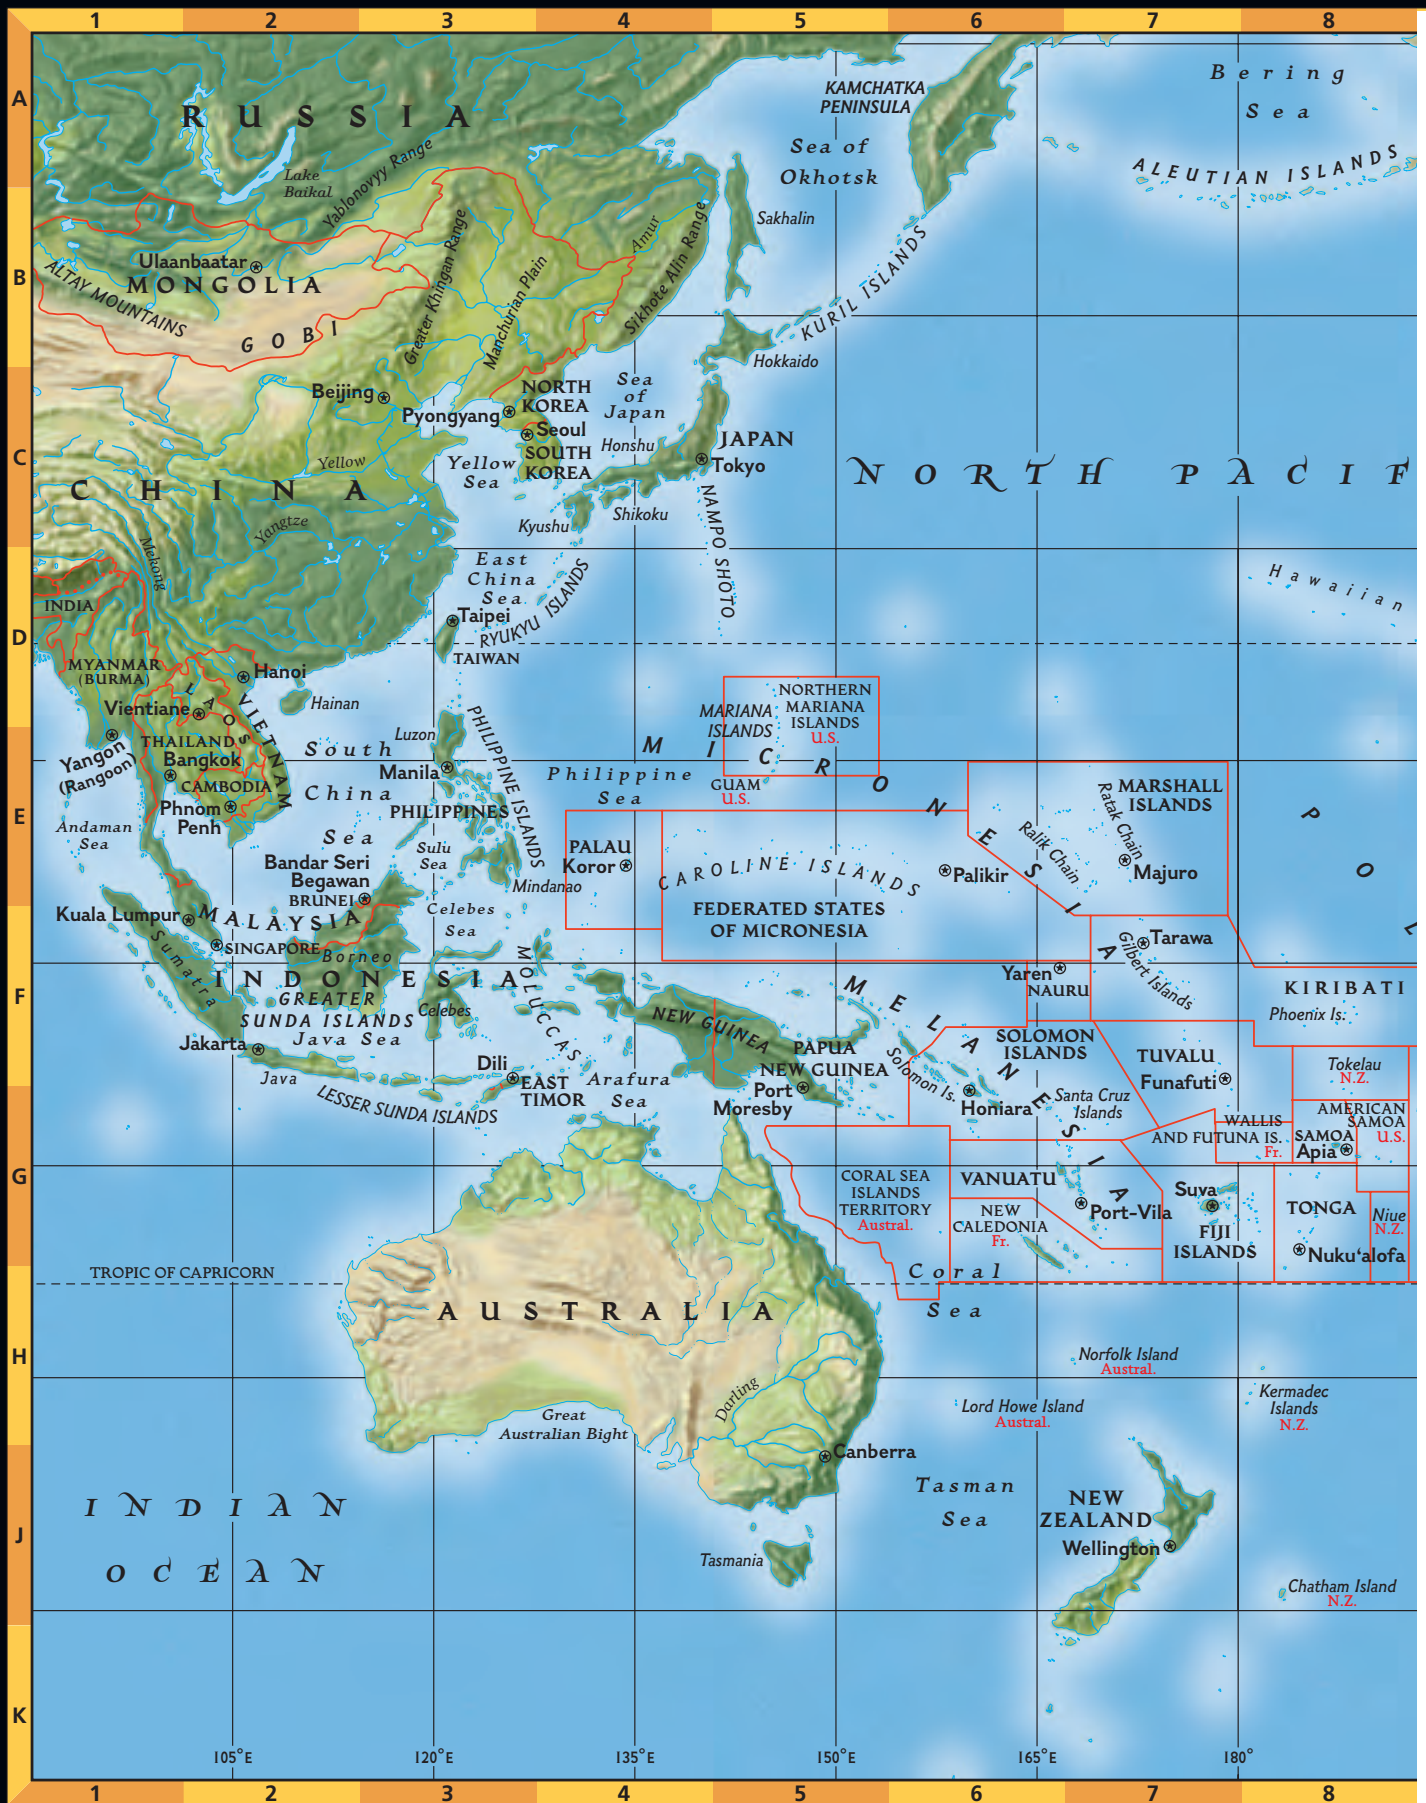 1 2 3 4 5 6 7 8
A
B
C
D
E
F
G
H
J
K
RUSSIA
KAMCHATKA
PENINSULA
Bering
Sea
Sea of
Okhotsk
ALEUTIAN ISLANDS
Lake
Baikal
Yablonovyy Range
Sakhalin
Amur
Sikhote Alin Range
Greater Khingan Range
Manchurian Plain
KURIL ISLANDS
Ulaanbaatar
MONGOLIA
ALTAY MOUNTAINS
GOBI
Hokkaido
Beijing
NORTH
KOREA
Pyongyang
Seoul
SOUTH
KOREA
Sea
of
Japan
Honshu
JAPAN
Tokyo
Yellow
Yellow
Sea
CHINA
NORTH PACIF
Yangtze
Mekong
Kyushu
Shikoku
NAMPO SHOTO
East
China
Sea
RYUKYU ISLANDS
Hawaiian
INDIA
Taipei
TAIWAN
MYANMAR
(BURMA)
Hanoi
LAOS
VIETNAM
Vientiane
Hainan
Yangon
(Rangoon)
THAILAND
Bangkok
CAMBODIA
Phnom
Penh
Luzon
PHILIPPINE ISLANDS
South
China
Sea
Manila
PHILIPPINES
MARIANA
ISLANDS
NORTHERN
MARIANA
ISLANDS
U.S.
MICRONESIA
Philippine
Sea
GUAM
U.S.
MARSHALL
ISLANDS
Ratak Chain
Ralik Chain
Majuro
POL
Andaman
Sea
Sulu
Sea
Mindanao
PALAU
Koror
CAROLINE ISLANDS
Palikir
FEDERATED STATES
OF MICRONESIA
Bandar Seri
Begawan
BRUNEI
Kuala Lumpur
MALAYSIA
Celebes
Sea
SINGAPORE
Borneo
Sumatra
INDONESIA
MOLUCCAS
GREATER
SUNDA ISLANDS
Celebes
Java Sea
Jakarta
Java
LESSER SUNDA ISLANDS
Dili
EAST
TIMOR
Arafura
Sea
NEW GUINEA
PAPUA
NEW GUINEA
Port
Moresby
MELANESIA
Solomon Is.
SOLOMON
ISLANDS
Honiara
Santa Cruz
Islands
Tarawa
Gilbert Islands
Yaren
NAURU
KIRIBATI
Phoenix Is.
TUVALU
Funafuti
Tokelau
N.Z.
WALLIS
AND FUTUNA IS.
Fr.
AMERICAN
SAMOA
U.S.
SAMOA
Apia
CORAL SEA
ISLANDS
TERRITORY
Austral.
VANUATU
Port-Vila
NEW
CALEDONIA
Fr.
Suva
FIJI
ISLANDS
TONGA
Nuku‘alofa
Niue
N.Z.
TROPIC OF CAPRICORN
Coral
Sea
AUSTRALIA
Norfolk Island
Austral.
Lord Howe Island
Austral.
Kermadec
Islands
N.Z.
Darling
Great
Australian Bight
Canberra
Tasman
Sea
INDIAN
OCEAN
NEW
ZEALAND
Wellington
Tasmania
Chatham Island
N.Z.
105°E 120°E 135°E 150°E 165°E 180°
1 2 3 4 5 6 7 8